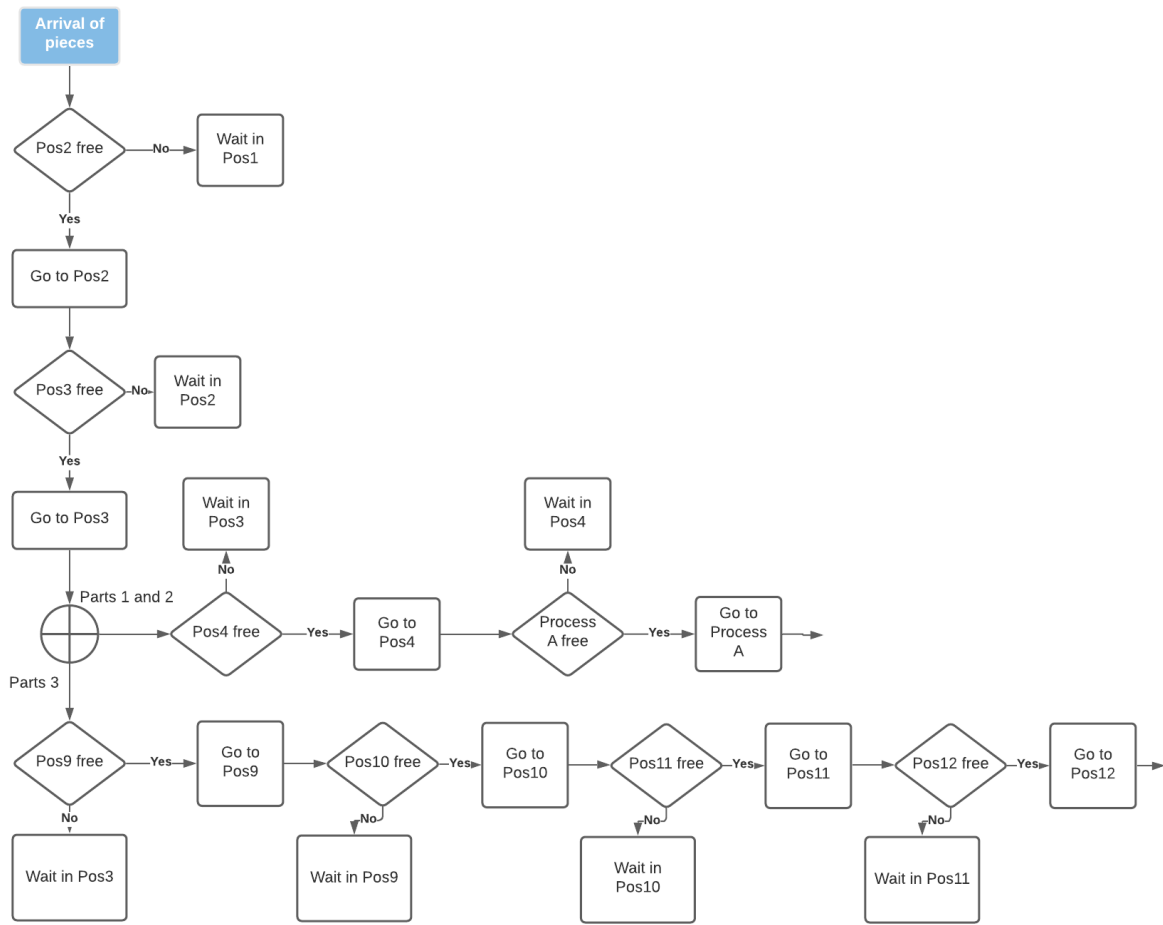 Arrival of
pieces
Pos2 free
No
Wait in
Pos1
Yes
Go to Pos2
Pos3 free
No
Wait in
Pos2
Yes
Go to Pos3
Wait in
Pos3
No
Wait in
Pos4
No
Parts 1 and 2
Pos4 free
Yes
Go to
Pos4
Process
A free
Yes
Go to
Process
A
Parts 3
Pos9 free
Yes
Go to
Pos9
Pos10 free
Yes
Go to
Pos10
Pos11 free
Yes
Go to
Pos11
Pos12 free
Yes
Go to
Pos12
No
Wait in Pos3
No
Wait in Pos9
No
Wait in
Pos10
No
Wait in Pos11